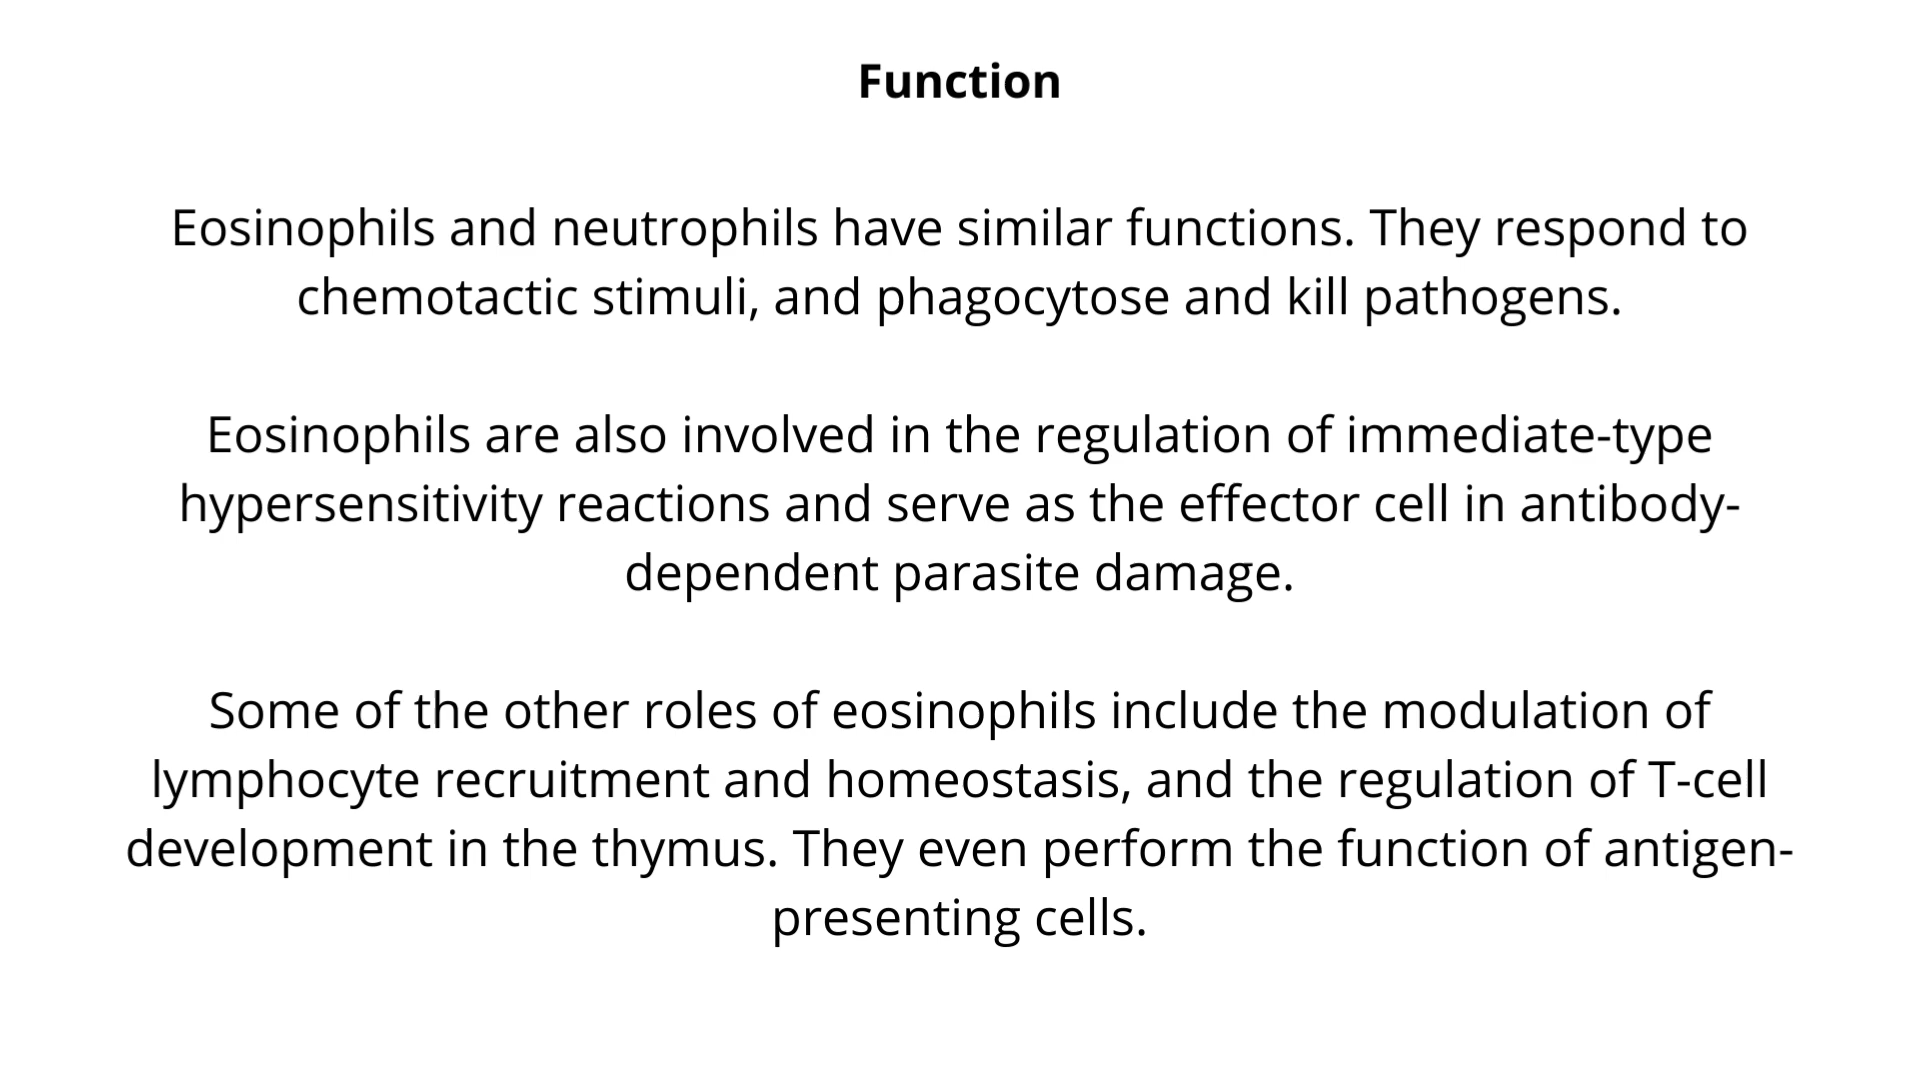 Function
Eosinophils and neutrophils have similar functions. They respond to
chemotactic stimuli, and phagocytose and kill pathogens.
Eosinophils are also involved in the regulation of immediate-type
hypersensitivity reactions and serve as the effector cell in antibody-
dependent parasite damage.
Some of the other roles of eosinophils include the modulation of
lymphocyte recruitment and homeostasis, and the regulation of T-cell
development in the thymus. They even perform the function of antigen-
presenting cells.